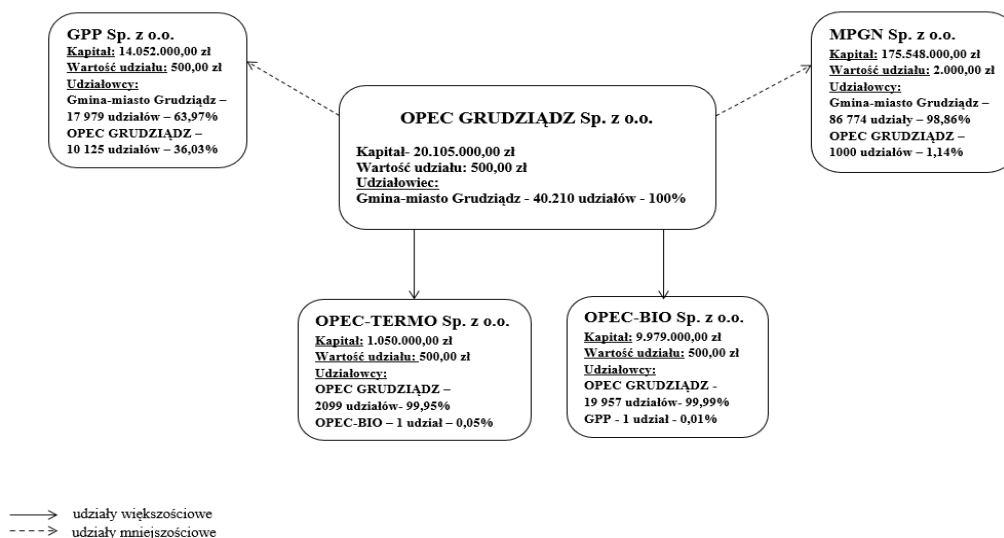 GPP Sp. z o.o.
Kapitał: 14.052.000,00 zł
Wartość udziału: 500,00 zł
Udziałowcy:
Gmina-miasto Grudziądz –
17 979 udziałów – 63,97%
OPEC GRUDZIĄDZ –
10 125 udziałów – 36,03%
MPGN Sp. z o.o.
Kapitał: 175.548.000,00 zł
Wartość udziału: 2.000,00 zł
Udziałowcy:
Gmina-miasto Grudziądz –
86 774 udziały – 98,86%
OPEC GRUDZIĄDZ –
1000 udziałów – 1,14%
OPEC GRUDZIĄDZ Sp. z o.o.
Kapitał- 20.105.000,00 zł
Wartość udziału: 500,00 zł
Udziałowiec:
Gmina-miasto Grudziądz - 40.210 udziałów - 100%
OPEC-TERMO Sp. z o.o.
Kapitał: 1.050.000,00 zł
Wartość udziału: 500,00 zł
Udziałowcy:
OPEC GRUDZIĄDZ –
2099 udziałów- 99,95%
OPEC-BIO – 1 udział – 0,05%
OPEC-BIO Sp. z o.o.
Kapitał: 9.979.000,00 zł
Wartość udziału: 500,00 zł
Udziałowcy:
OPEC GRUDZIĄDZ -
19 957 udziałów – 99,99%
GPP - 1 udział - 0,01%
udziały większościowe
udziały mniejszościowe